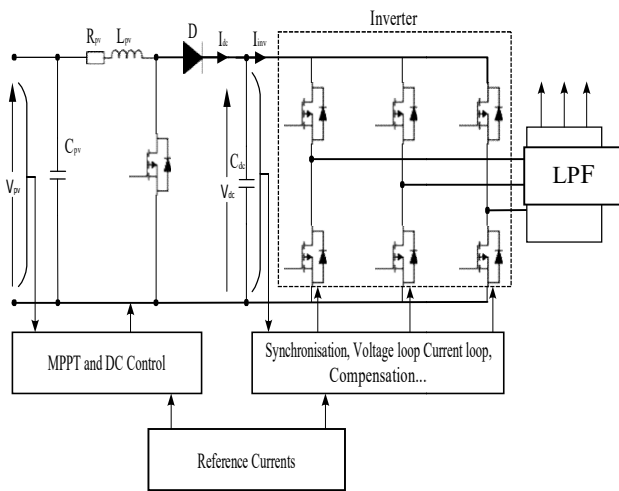 Inverter
Rpv Lpv D Idc Iinv
Cpv Cdc
Vpv Vdc
LPF
MPPT and DC Control
Synchronisation, Voltage loop Current loop,
Compensation...
Reference Currents